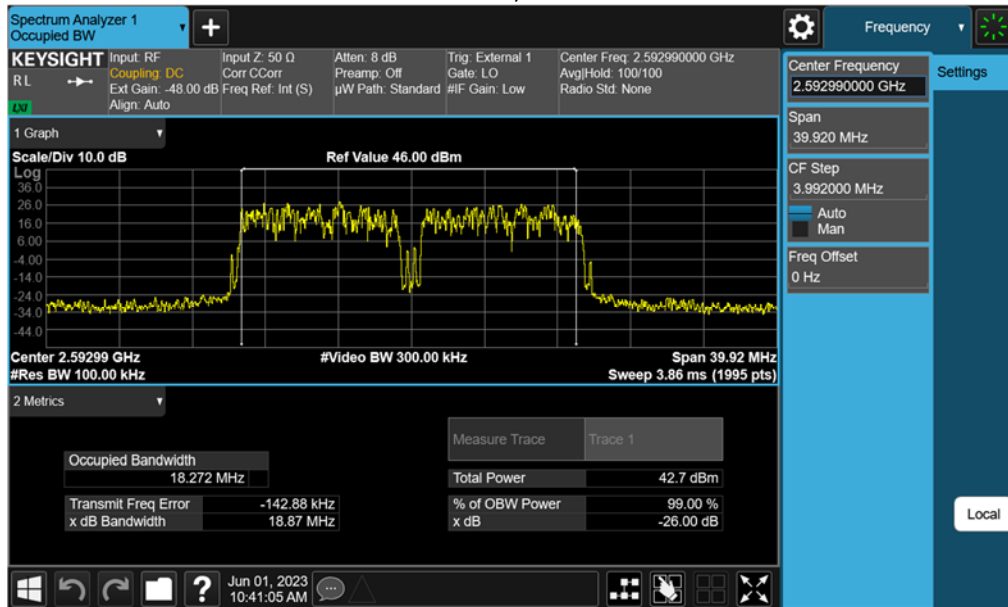 Spectrum Analyzer 1
Occupied BW
Frequency
KEYSIGHT
RL
LXI
Input: RF
Coupling: DC
Ext Gain: -48.00 dB
Align: Auto
Input Z: 50 Ω
Corr CCorr
Freq Ref: Int (S)
Atten: 8 dB
Preamp: Off
µW Path: Standard
Trig: External 1
Gate: LO
#IF Gain: Low
Center Freq: 2.592990000 GHz
Avg|Hold: 100/100
Radio Std: None
1 Graph
Scale/Div 10.0 dB
Ref Value 46.00 dBm
Log
36.0
26.0
16.0
6.00
-4.00
-14.0
-24.0
-34.0
-44.0
Center 2.59299 GHz
#Video BW 300.00 kHz
Span 39.92 MHz
#Res BW 100.00 kHz
Sweep 3.86 ms (1995 pts)
2 Metrics
Measure Trace
Trace 1
Occupied Bandwidth
18.272 MHz
Total Power
42.7 dBm
Transmit Freq Error
-142.88 kHz
% of OBW Power
99.00 %
x dB Bandwidth
18.87 MHz
x dB
-26.00 dB
Center Frequency
2.592990000 GHz
Settings
Span
39.920 MHz
CF Step
3.992000 MHz
Auto
Man
Freq Offset
0 Hz
Local
?
Jun 01, 2023
10:41:05 AM